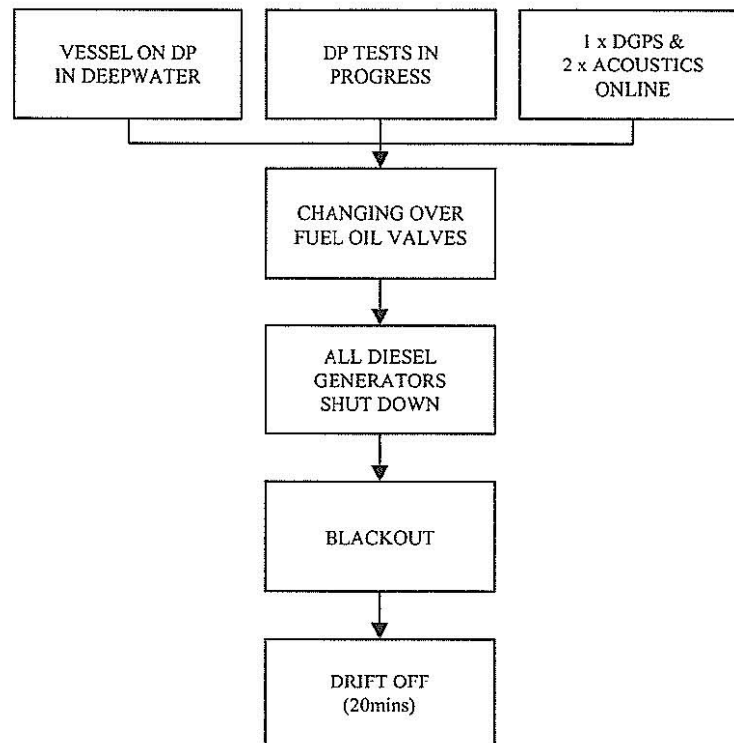 VESSEL ON DP
IN DEEPWATER
DP TESTS IN
PROGRESS
1 x DGPS &
2 x ACOUSTICS
ONLINE
CHANGING OVER
FUEL OIL VALVES
ALL DIESEL
GENERATORS
SHUT DOWN
BLACKOUT
DRIFT OFF
(20mins)